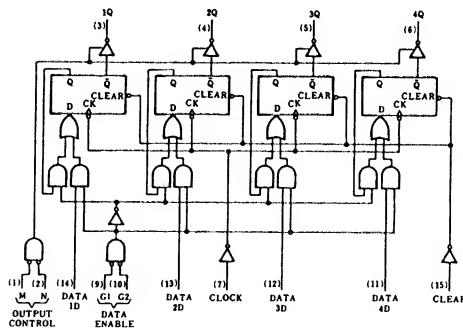 1Q 2Q 3Q 4Q
(3) (4) (5) (6)
Q Q̄ Q Q̄ Q Q̄ Q Q̄
CLEAR CLEAR CLEAR CLEAR
D CK D CK D CK D CK
(1) (2) (14) (9) (10) (13) (7) (12) (11) (15)
M N DATA G1 G2 DATA CLOCK DATA DATA CLEAR
OUTPUT 1D DATA 2D 3D 4D
CONTROL ENABLE